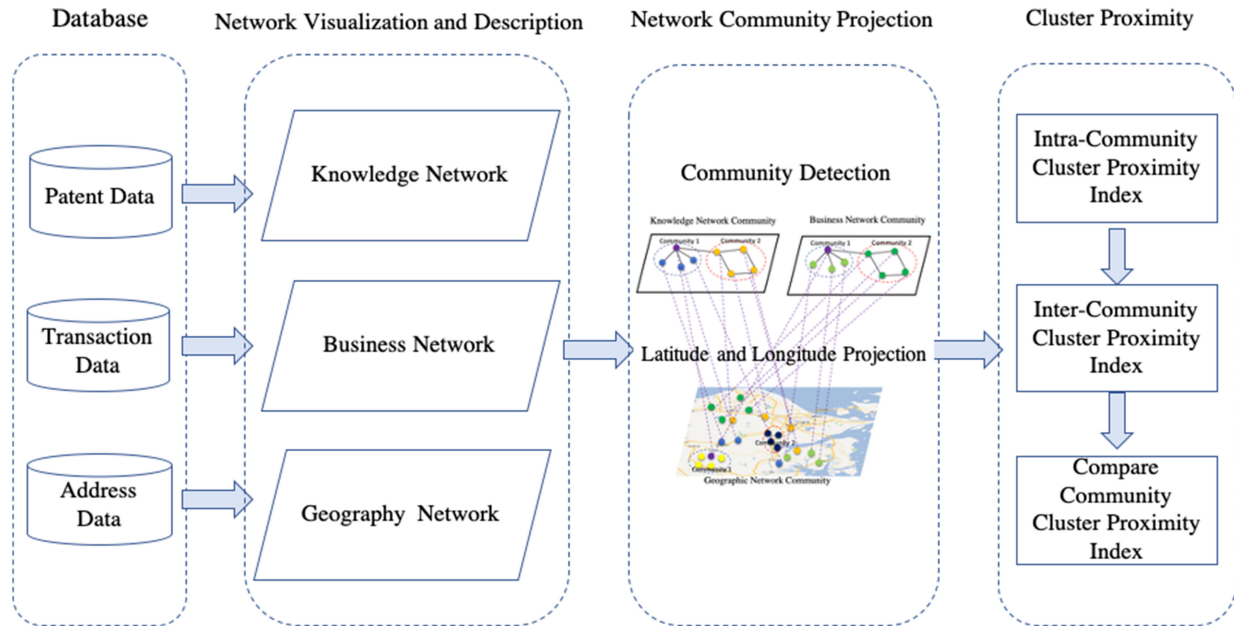 Database
Network Visualization and Description
Network Community Projection
Cluster Proximity
Patent Data
Transaction
Data
Address
Data
Knowledge Network
Business Network
Geography Network
Community Detection
Knowledge Network Community
Business Network Community
Community 1
Community 2
Community 1
Community 2
Latitude and Longitude Projection
Community 2
Geographic Network Community
Intra-Community
Cluster Proximity
Index
Inter-Community
Cluster Proximity
Index
Compare
Community
Cluster Proximity
Index